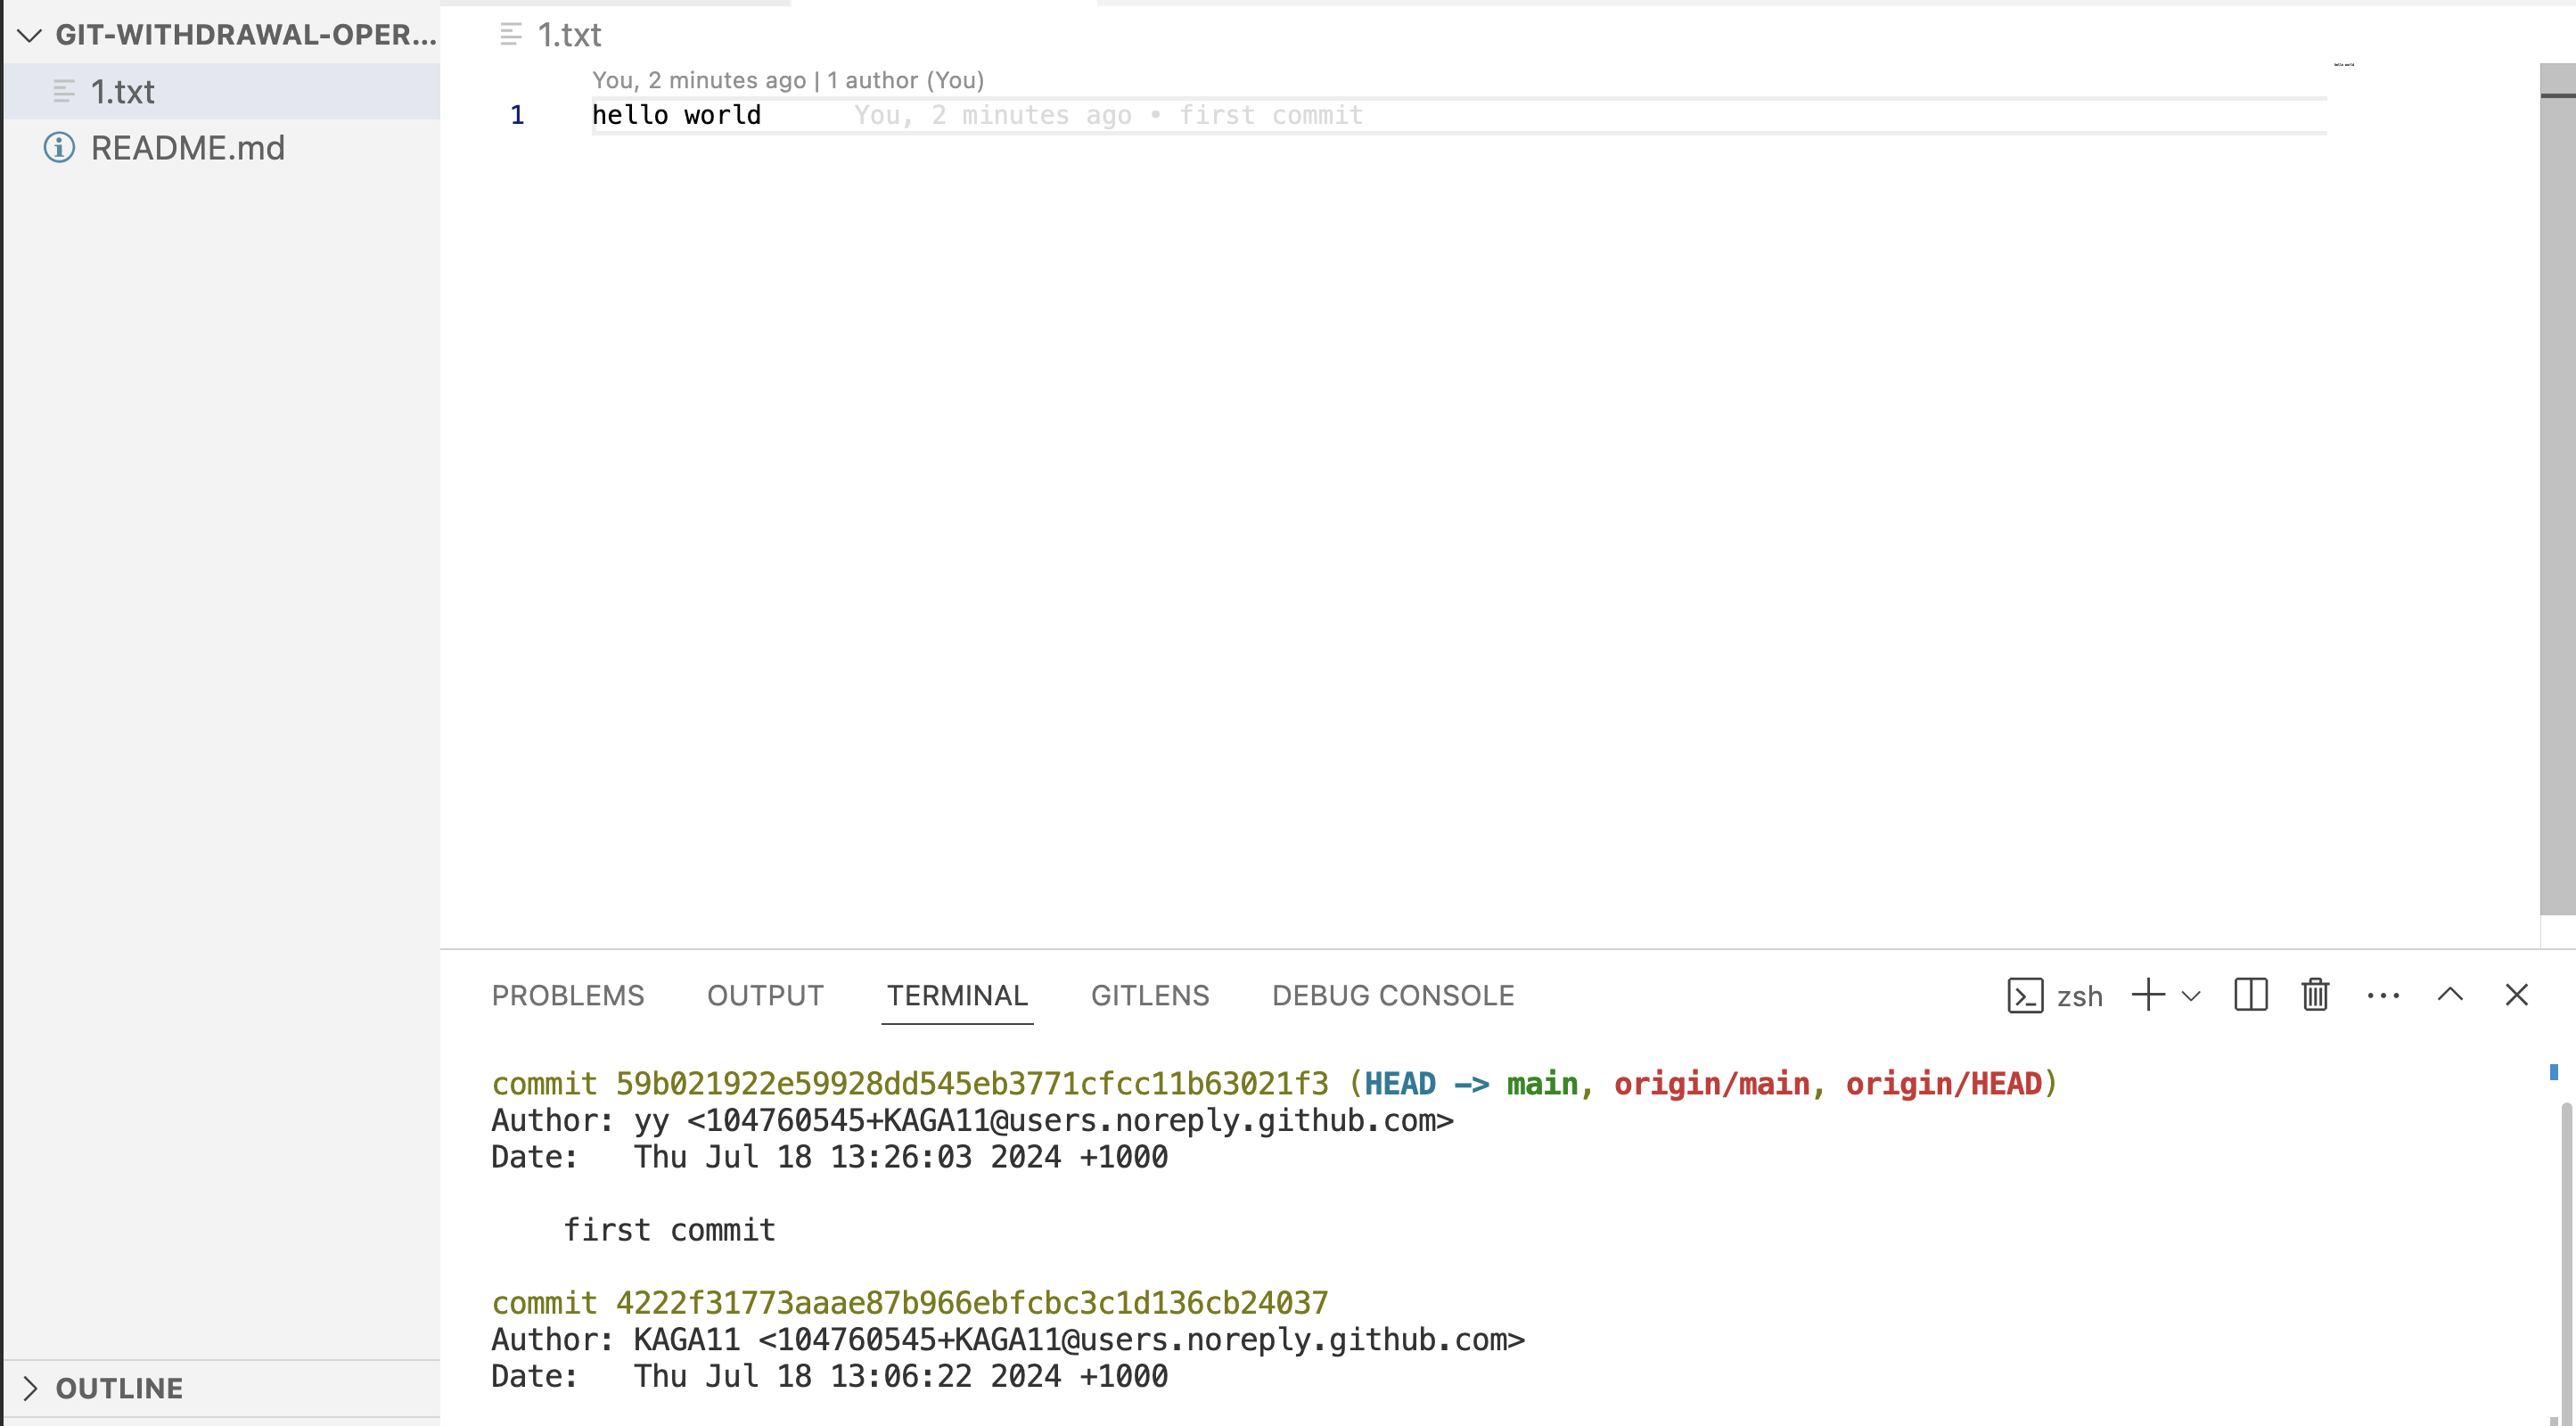 GIT-WITHDRAWAL-OPER...
1.txt
README.md
OUTLINE
1.txt
You, 2 minutes ago | 1 author (You)
1 hello world You, 2 minutes ago • first commit
hello world
PROBLEMS OUTPUT TERMINAL GITLENS DEBUG CONSOLE zsh
commit 59b021922e59928dd545eb3771cfcc11b63021f3 (HEAD -> main, origin/main, origin/HEAD)
Author: yy <104760545+KAGA11@users.noreply.github.com>
Date:   Thu Jul 18 13:26:03 2024 +1000
first commit
commit 4222f31773aaae87b966ebfcbc3c1d136cb24037
Author: KAGA11 <104760545+KAGA11@users.noreply.github.com>
Date:   Thu Jul 18 13:06:22 2024 +1000